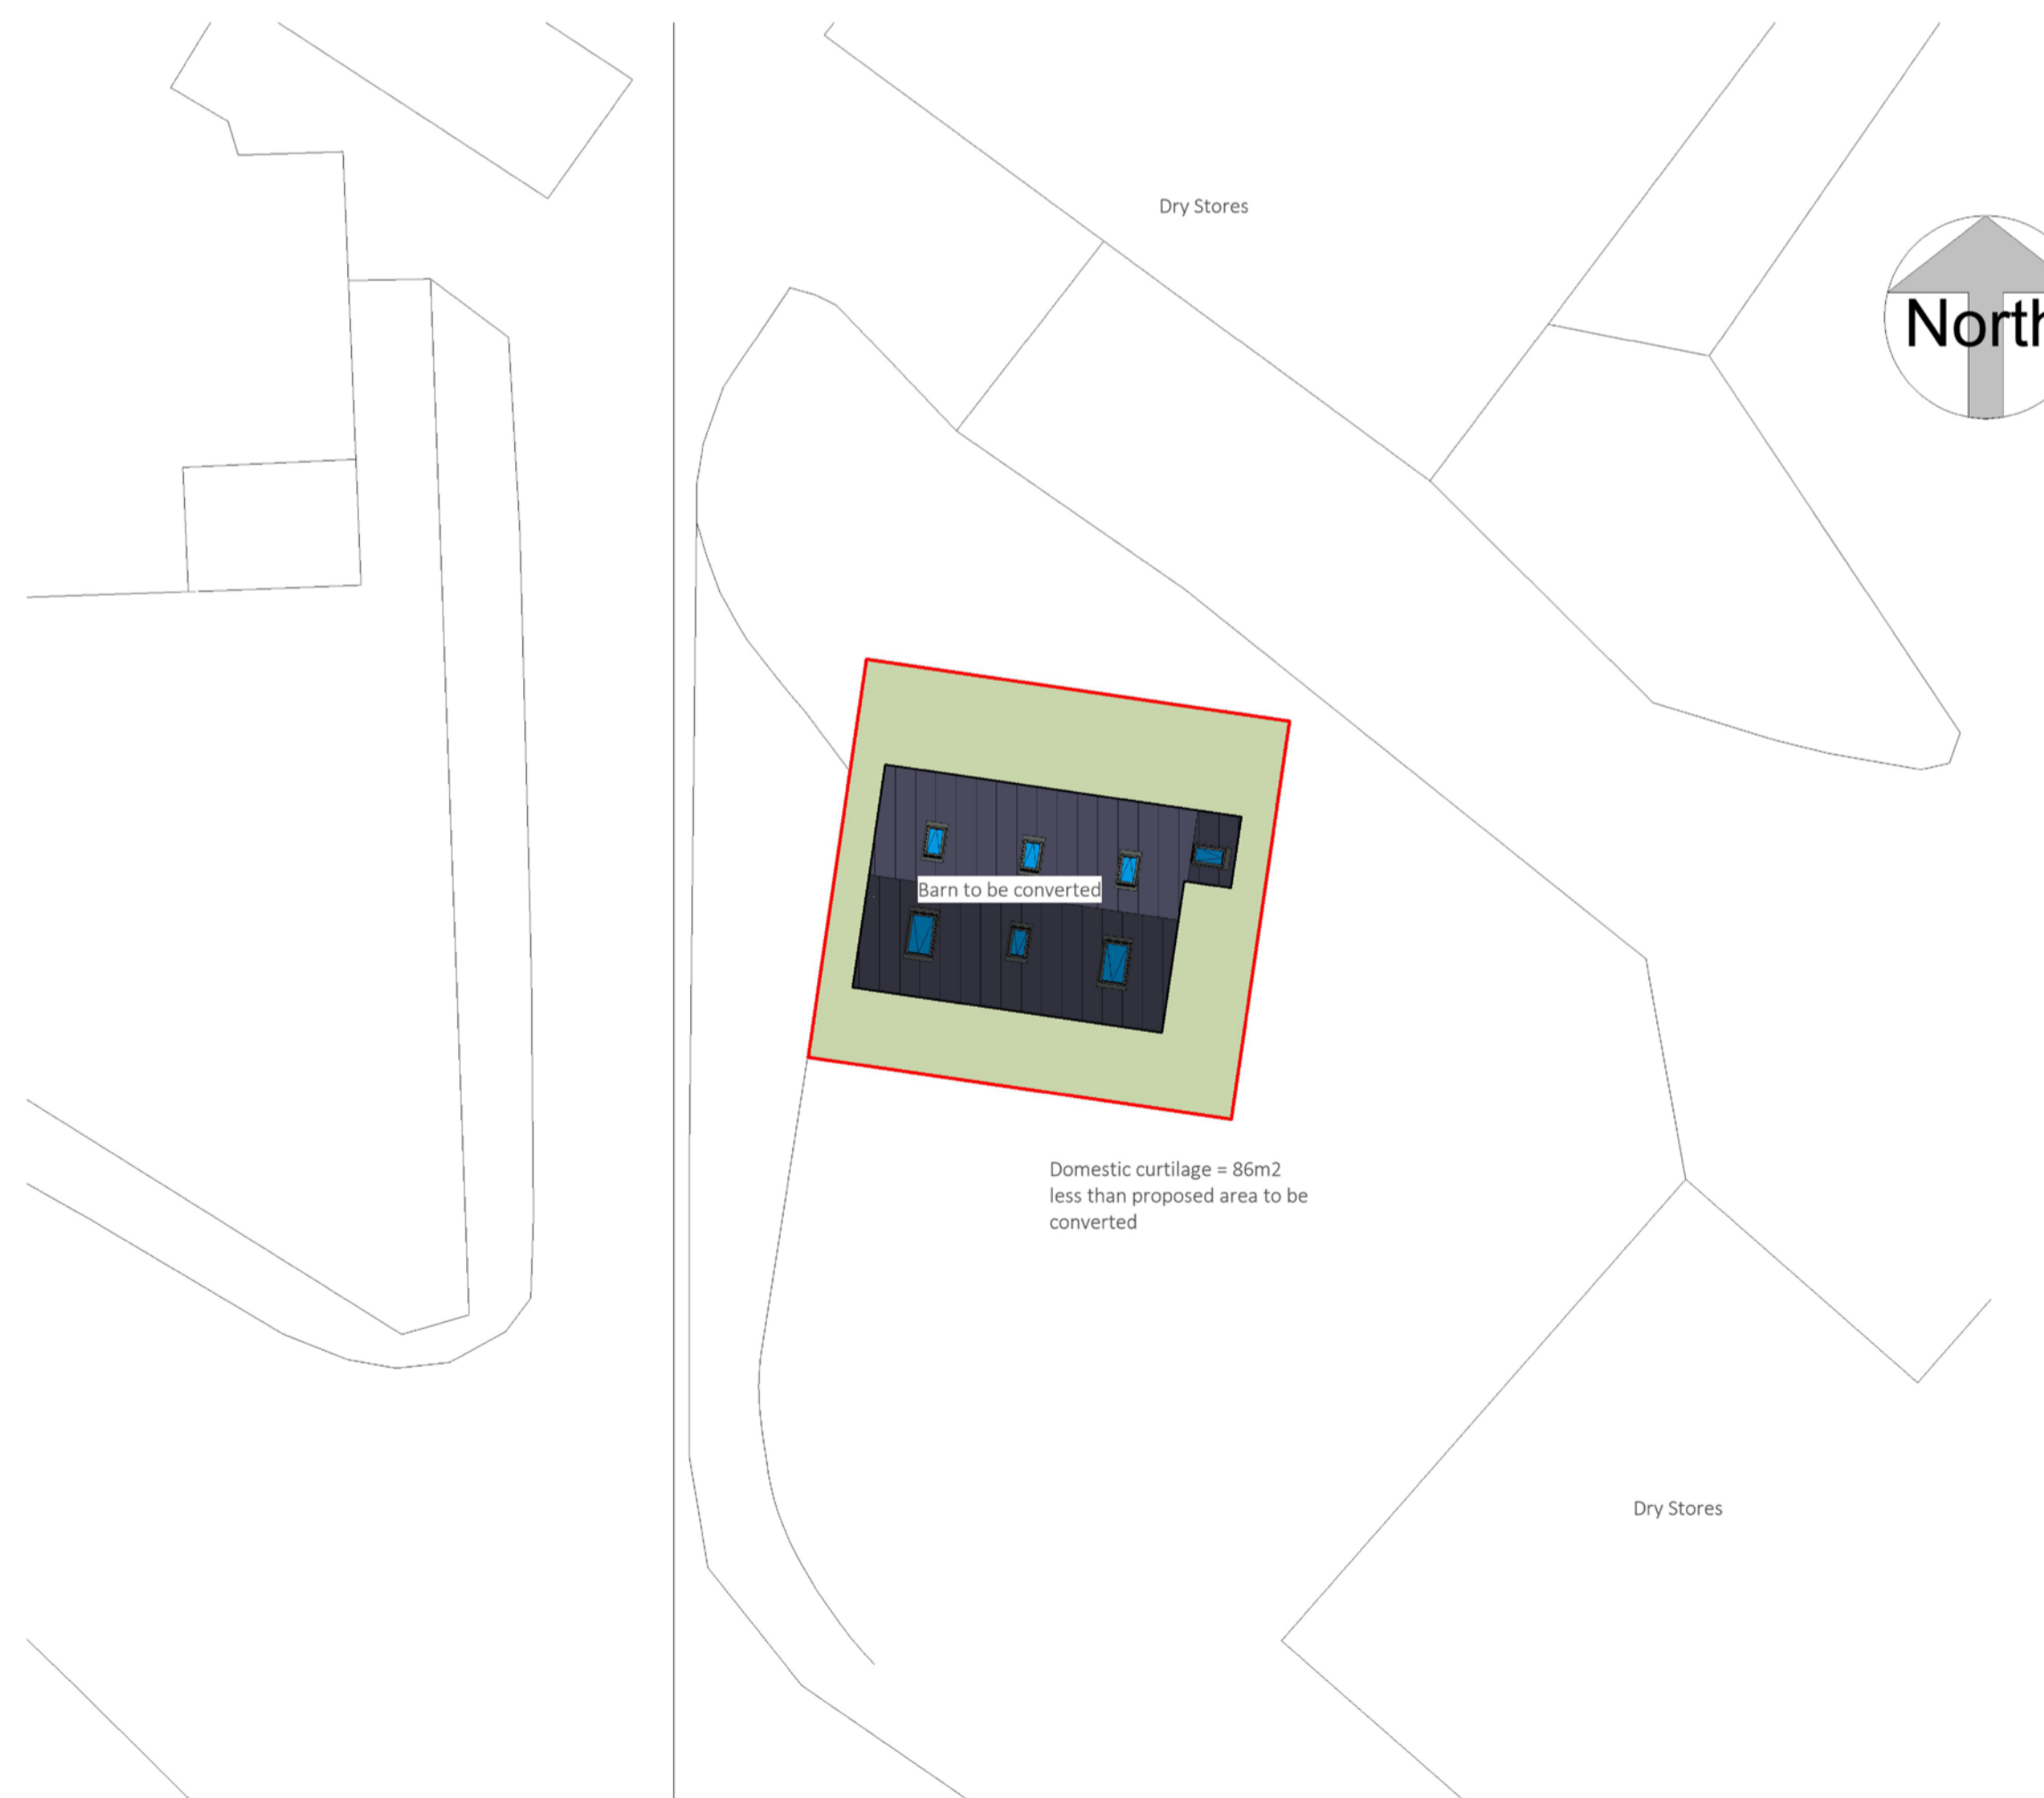 Dry Stores
North
Barn to be converted
Domestic curtilage = 86m2
less than proposed area to be
converted
Dry Stores